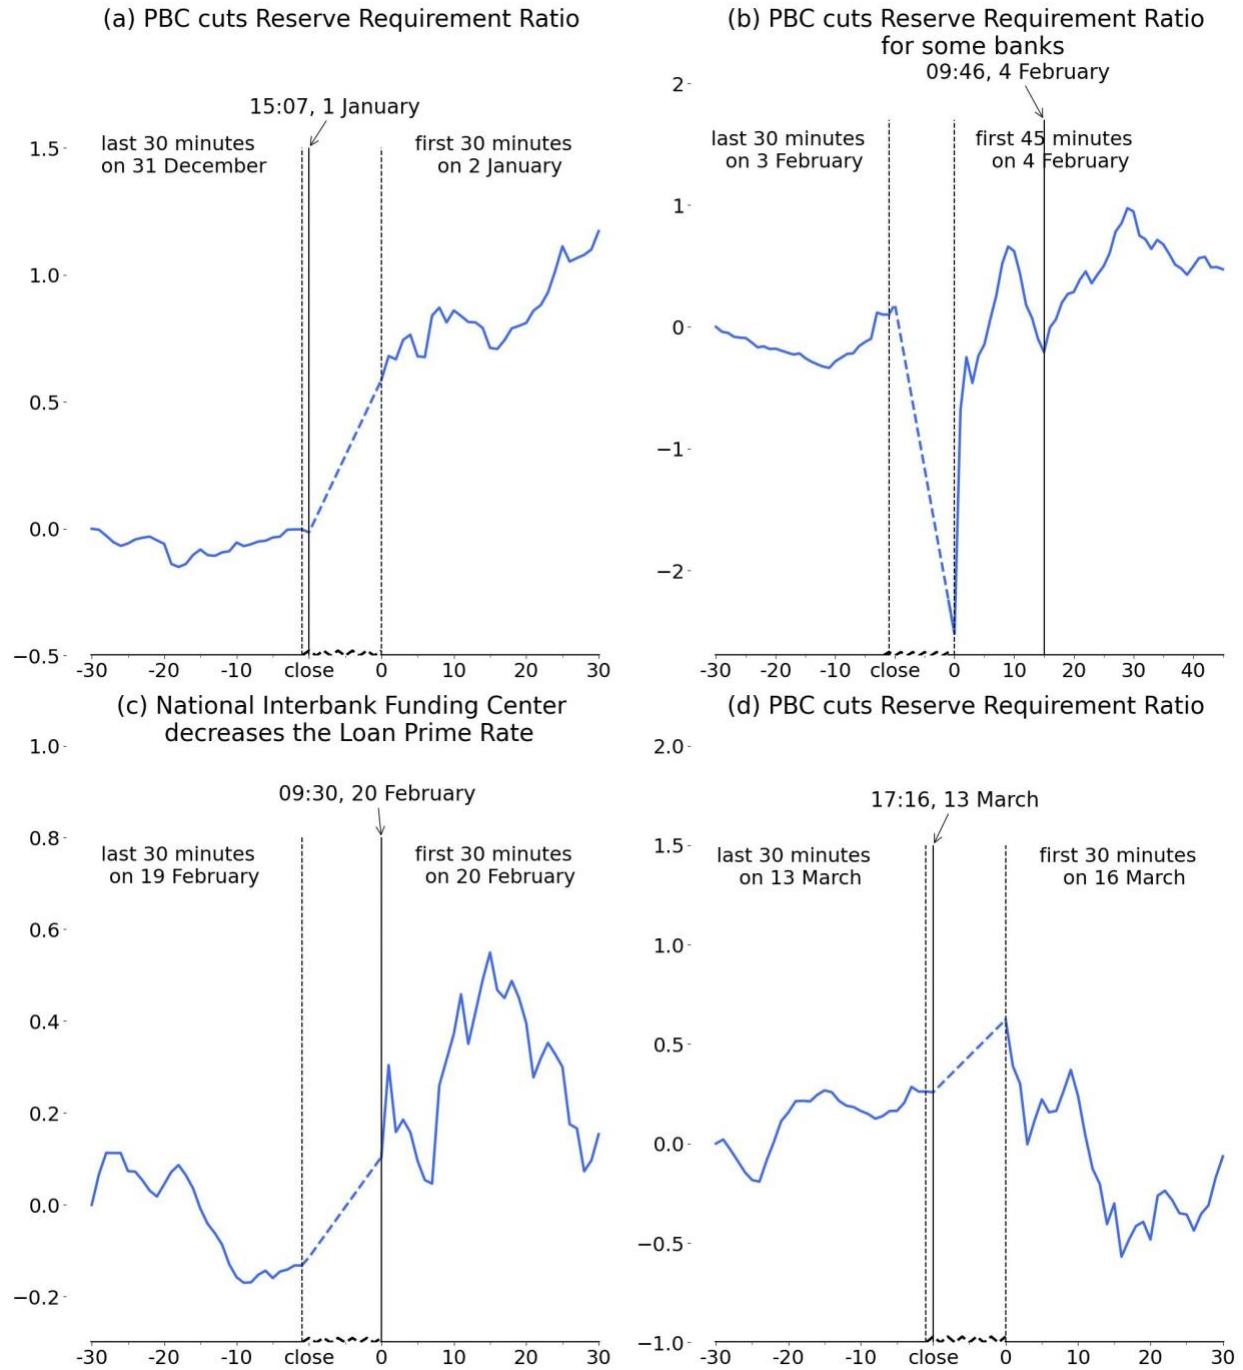 (a) PBC cuts Reserve Requirement Ratio
15:07, 1 January
last 30 minutes
on 31 December
first 30 minutes
on 2 January
1.5
1.0
0.5
0.0
−0.5
-30
-20
-10
close
0
10
20
30
(b) PBC cuts Reserve Requirement Ratio
for some banks
09:46, 4 February
last 30 minutes
on 3 February
first 45 minutes
on 4 February
2
1
0
−1
−2
-30
-20
-10
close
0
10
20
30
40
(c) National Interbank Funding Center
decreases the Loan Prime Rate
09:30, 20 February
last 30 minutes
on 19 February
first 30 minutes
on 20 February
1.0
0.8
0.6
0.4
0.2
0.0
−0.2
-30
-20
-10
close
0
10
20
30
(d) PBC cuts Reserve Requirement Ratio
17:16, 13 March
last 30 minutes
on 13 March
first 30 minutes
on 16 March
2.0
1.5
1.0
0.5
0.0
−0.5
−1.0
-30
-20
-10
close
0
10
20
30